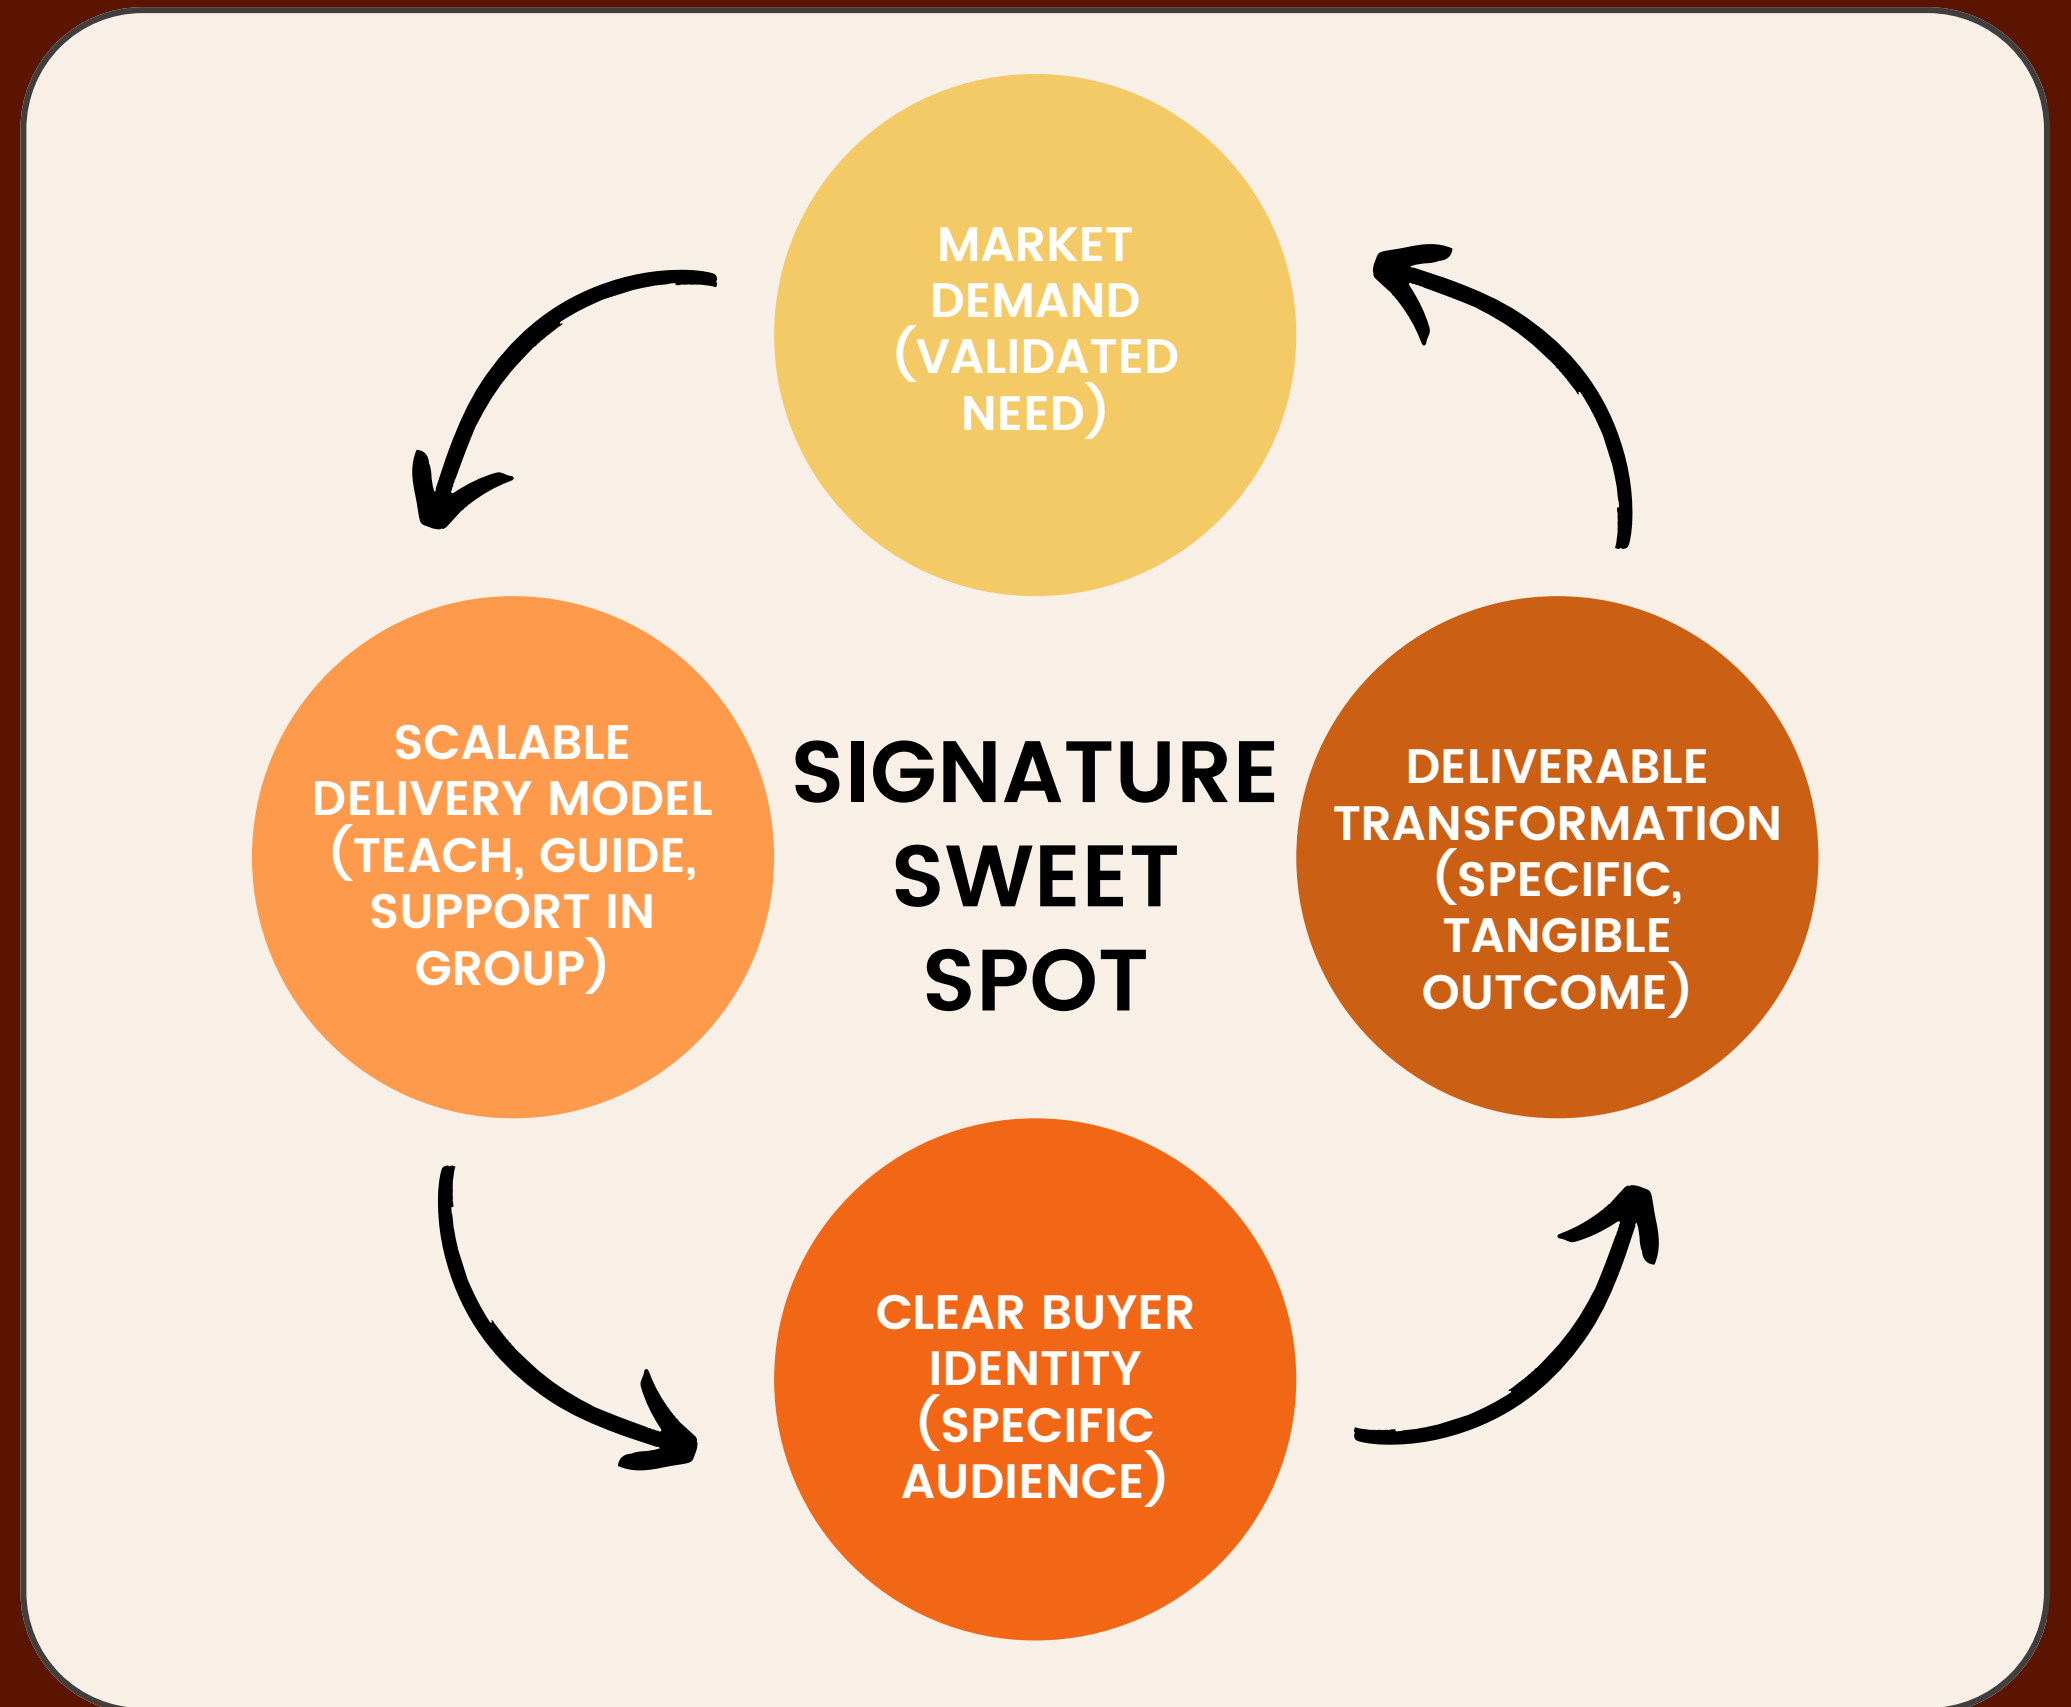 MARKET
DEMAND
(VALIDATED
NEED)
SCALABLE
DELIVERY MODEL
(TEACH, GUIDE,
SUPPORT IN
GROUP)
SIGNATURE
SWEET
SPOT
DELIVERABLE
TRANSFORMATION
(SPECIFIC,
TANGIBLE
OUTCOME)
CLEAR BUYER
IDENTITY
(SPECIFIC
AUDIENCE)